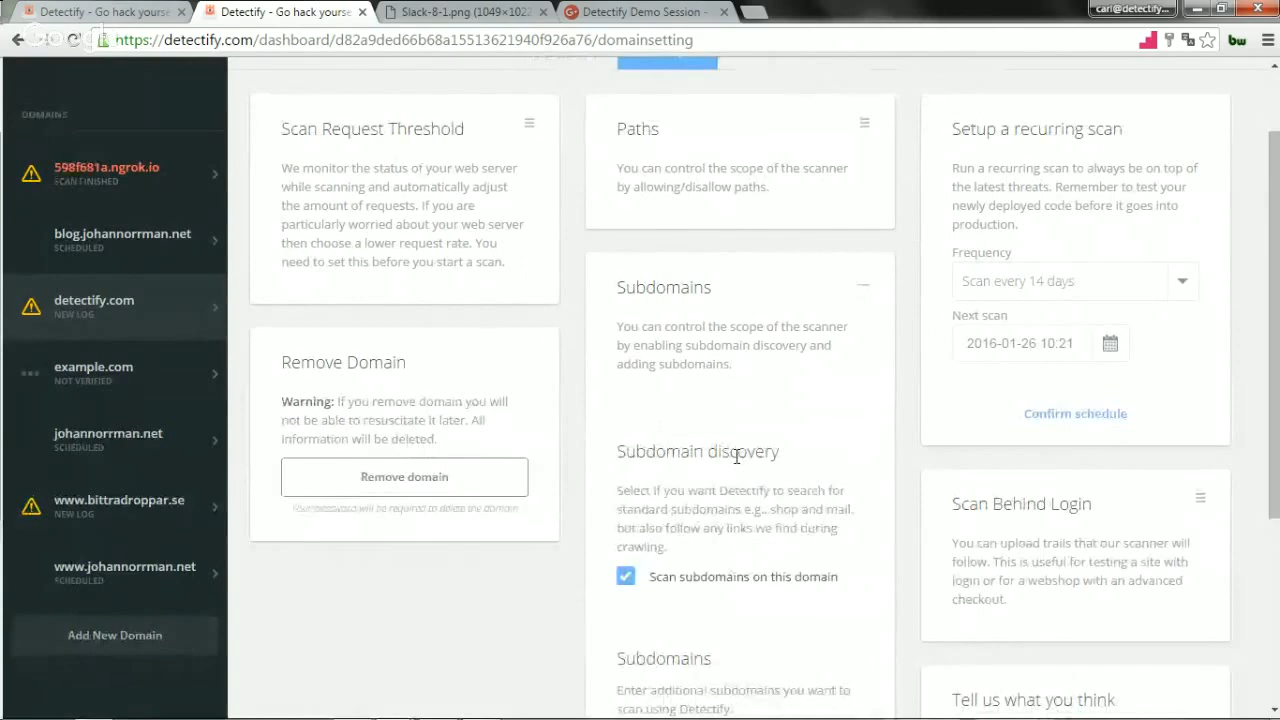 Detectify - Go hack yourse
Detectify - Go hack yourse
Slack-8-1.png (1049×1022
Detectify Demo Session -
carl@detectify...
https://detectify.com/dashboard/d82a9ded66b68a15513621940f926a76/domainsetting
bw
DOMAINS
598f681a.ngrok.io
SCAN FINISHED
blog.johannorrman.net
SCHEDULED
detectify.com
NEW LOG
example.com
NOT VERIFIED
johannorrman.net
SCHEDULED
www.bittradroppar.se
NEW LOG
www.johannorrman.net
SCHEDULED
Add New Domain
Scan Request Threshold
We monitor the status of your web server
while scanning and automatically adjust
the amount of requests. If you are
particularly worried about your web server
then choose a lower request rate. You
need to set this before you start a scan.
Remove Domain
Warning: If you remove domain you will
not be able to resuscitate it later. All
information will be deleted.
Remove domain
Your password will be required to delete the domain
Paths
You can control the scope of the scanner
by allowing/disallow paths.
Subdomains
You can control the scope of the scanner
by enabling subdomain discovery and
adding subdomains.
Subdomain discovery
Select if you want Detectify to search for
standard subdomains e.g., shop and mail,
but also follow any links we find during
crawling.
Scan subdomains on this domain
Subdomains
Enter additional subdomains you want to
scan using Detectify.
Setup a recurring scan
Run a recurring scan to always be on top of
the latest threats. Remember to test your
newly deployed code before it goes into
production.
Frequency
Scan every 14 days
Next scan
2016-01-26 10:21
Confirm schedule
Scan Behind Login
You can upload trails that our scanner will
follow. This is useful for testing a site with
login or for a webshop with an advanced
checkout.
Tell us what you think